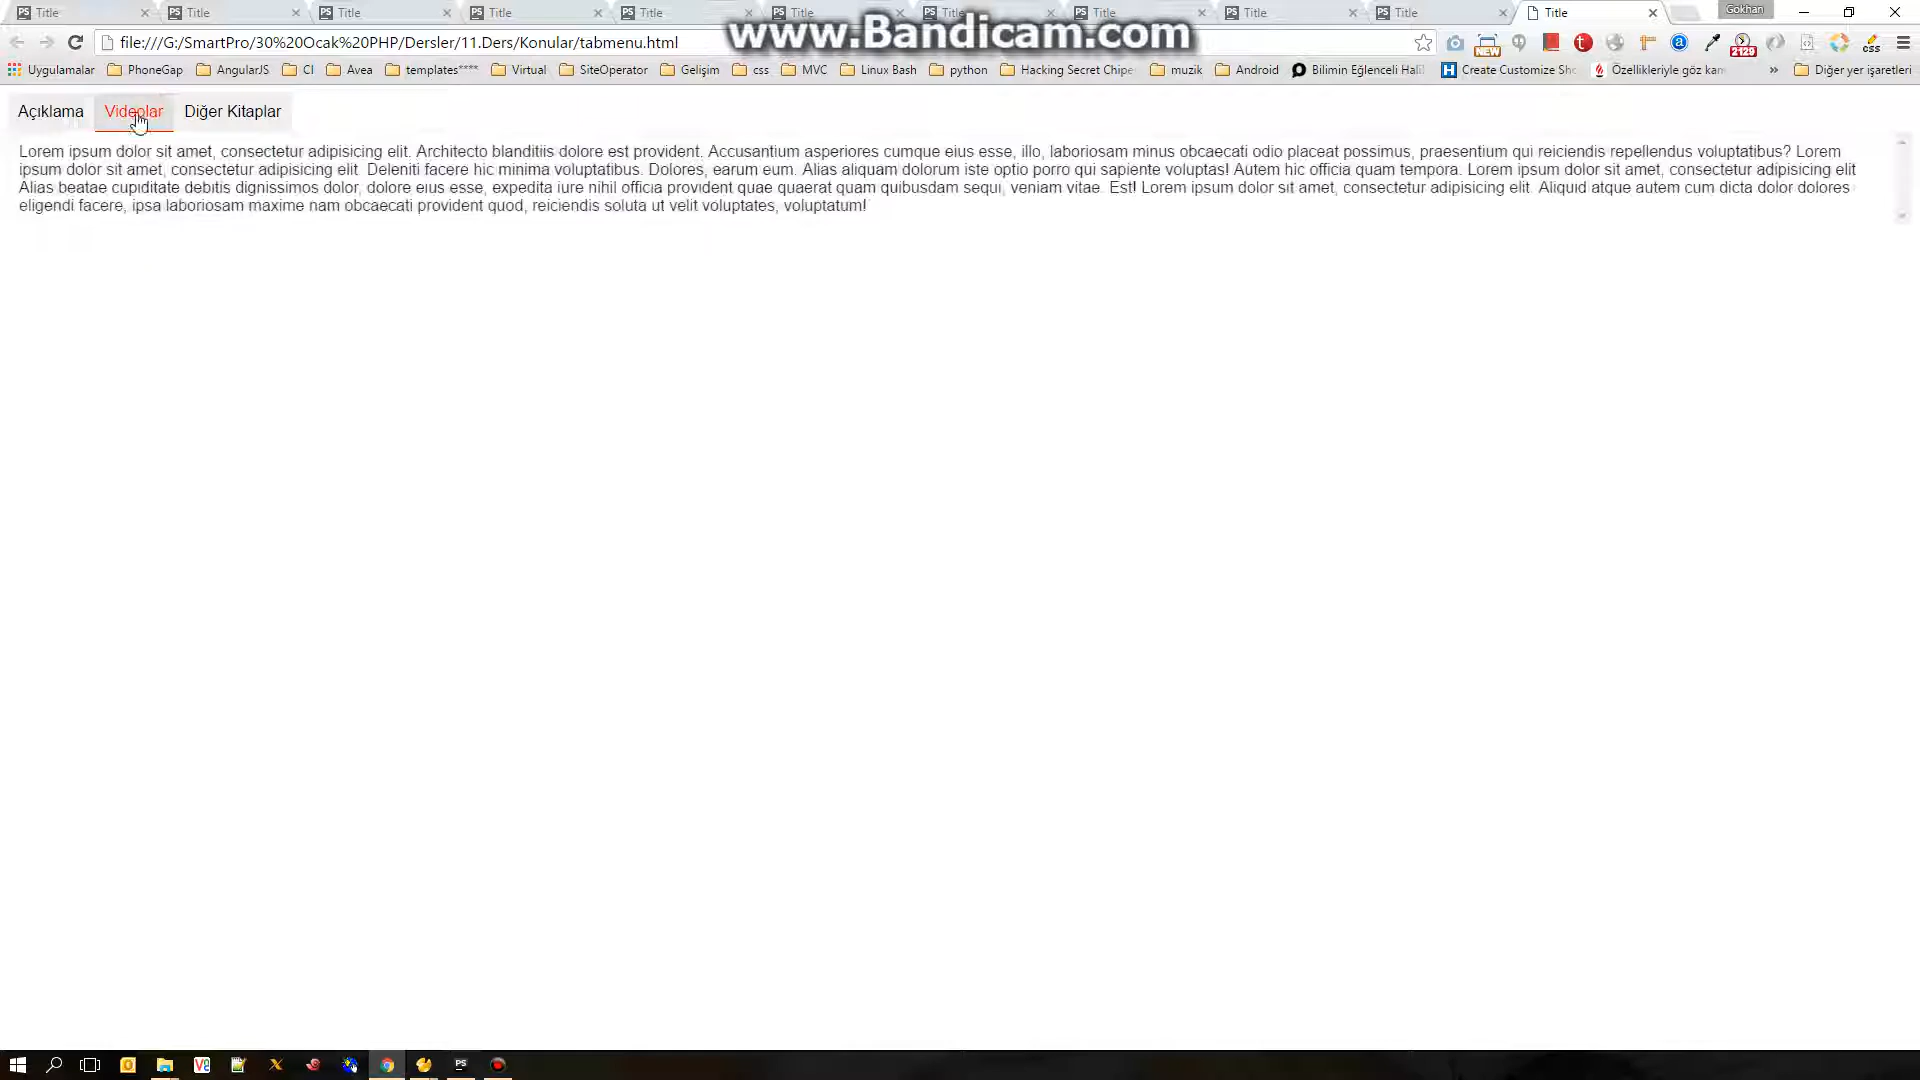 Title Title Title Title Title Title Title Title Title Title Title Gokhan
www.Bandicam.com
file:///G:/SmartPro/30%20Ocak%20PHP/Dersler/11.Ders/Konular/tabmenu.html NEW t a 2129 css
Uygulamalar PhoneGap AngularJS CI Avea templates**** Virtual SiteOperator Gelişim css MVC Linux Bash python Hacking Secret Chipe muzik Android Bilimin Eğlenceli Hali H Create Customize Sho Özellikleriyle göz kam » Diğer yer işaretleri
Açıklama Videolar Diğer Kitaplar
Lorem ipsum dolor sit amet, consectetur adipisicing elit. Architecto blanditiis dolore est provident. Accusantium asperiores cumque eius esse, illo, laboriosam minus obcaecati odio placeat possimus, praesentium qui reiciendis repellendus voluptatibus? Lorem
ipsum dolor sit amet, consectetur adipisicing elit. Deleniti facere hic minima voluptatibus. Dolores, earum eum. Alias aliquam dolorum iste optio porro qui sapiente voluptas! Autem hic officia quam tempora. Lorem ipsum dolor sit amet, consectetur adipisicing elit.
Alias beatae cupiditate debitis dignissimos dolor, dolore eius esse, expedita iure nihil officia provident quae quaerat quam quibusdam sequi, veniam vitae. Est! Lorem ipsum dolor sit amet, consectetur adipisicing elit. Aliquid atque autem cum dicta dolor dolores
eligendi facere, ipsa laboriosam maxime nam obcaecati provident quod, reiciendis soluta ut velit voluptates, voluptatum!